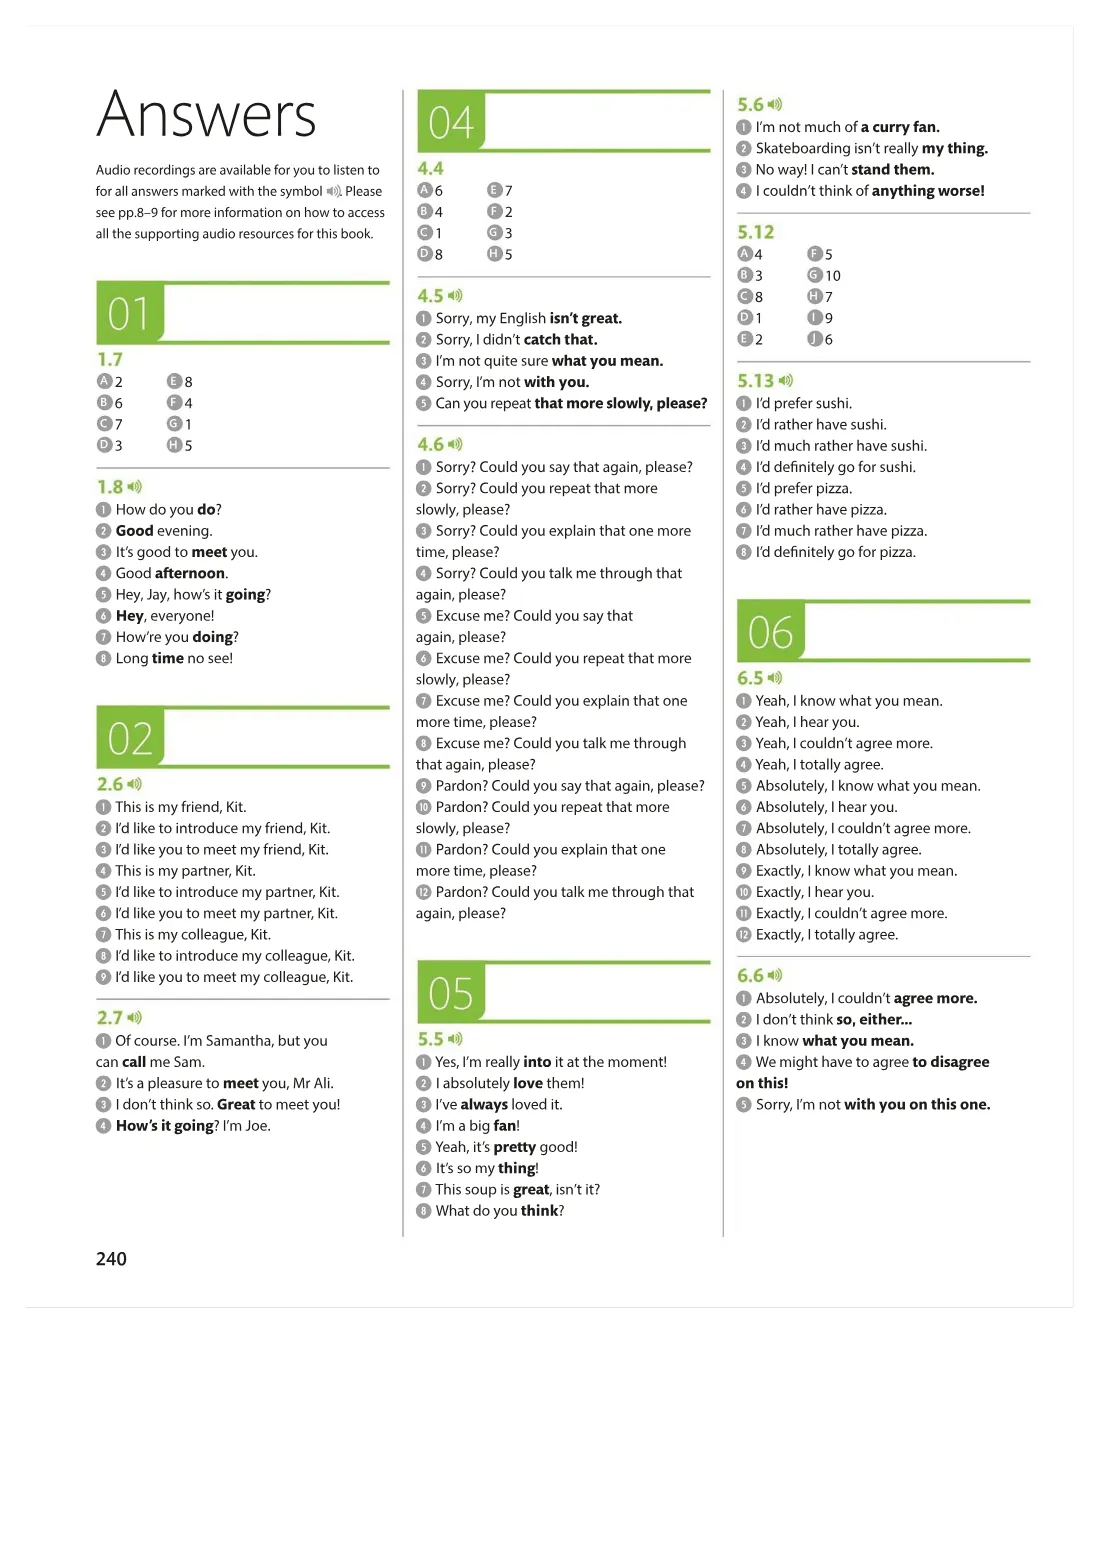 Answers
Audio recordings are available for you to listen to
for all answers marked with the symbol 🔊. Please
see pp.8–9 for more information on how to access
all the supporting audio resources for this book.
01
1.7
A 2 E 8
B 6 F 4
C 7 G 1
D 3 H 5
1.8
1 How do you do?
2 Good evening.
3 It’s good to meet you.
4 Good afternoon.
5 Hey, Jay, how’s it going?
6 Hey, everyone!
7 How’re you doing?
8 Long time no see!
02
2.6
1 This is my friend, Kit.
2 I’d like to introduce my friend, Kit.
3 I’d like you to meet my friend, Kit.
4 This is my partner, Kit.
5 I’d like to introduce my partner, Kit.
6 I’d like you to meet my partner, Kit.
7 This is my colleague, Kit.
8 I’d like to introduce my colleague, Kit.
9 I’d like you to meet my colleague, Kit.
2.7
1 Of course. I’m Samantha, but you
can call me Sam.
2 It’s a pleasure to meet you, Mr Ali.
3 I don’t think so. Great to meet you!
4 How’s it going? I’m Joe.
04
4.4
A 6 E 7
B 4 F 2
C 1 G 3
D 8 H 5
4.5
1 Sorry, my English isn’t great.
2 Sorry, I didn’t catch that.
3 I’m not quite sure what you mean.
4 Sorry, I’m not with you.
5 Can you repeat that more slowly, please?
4.6
1 Sorry? Could you say that again, please?
2 Sorry? Could you repeat that more
slowly, please?
3 Sorry? Could you explain that one more
time, please?
4 Sorry? Could you talk me through that
again, please?
5 Excuse me? Could you say that
again, please?
6 Excuse me? Could you repeat that more
slowly, please?
7 Excuse me? Could you explain that one
more time, please?
8 Excuse me? Could you talk me through
that again, please?
9 Pardon? Could you say that again, please?
10 Pardon? Could you repeat that more
slowly, please?
11 Pardon? Could you explain that one
more time, please?
12 Pardon? Could you talk me through that
again, please?
05
5.5
1 Yes, I’m really into it at the moment!
2 I absolutely love them!
3 I’ve always loved it.
4 I’m a big fan!
5 Yeah, it’s pretty good!
6 It’s so my thing!
7 This soup is great, isn’t it?
8 What do you think?
5.6
1 I’m not much of a curry fan.
2 Skateboarding isn’t really my thing.
3 No way! I can’t stand them.
4 I couldn’t think of anything worse!
5.12
A 4 F 5
B 3 G 10
C 8 H 7
D 1 I 9
E 2 J 6
5.13
1 I’d prefer sushi.
2 I’d rather have sushi.
3 I’d much rather have sushi.
4 I’d definitely go for sushi.
5 I’d prefer pizza.
6 I’d rather have pizza.
7 I’d much rather have pizza.
8 I’d definitely go for pizza.
06
6.5
1 Yeah, I know what you mean.
2 Yeah, I hear you.
3 Yeah, I couldn’t agree more.
4 Yeah, I totally agree.
5 Absolutely, I know what you mean.
6 Absolutely, I hear you.
7 Absolutely, I couldn’t agree more.
8 Absolutely, I totally agree.
9 Exactly, I know what you mean.
10 Exactly, I hear you.
11 Exactly, I couldn’t agree more.
12 Exactly, I totally agree.
6.6
1 Absolutely, I couldn’t agree more.
2 I don’t think so, either...
3 I know what you mean.
4 We might have to agree to disagree
on this!
5 Sorry, I’m not with you on this one.
240